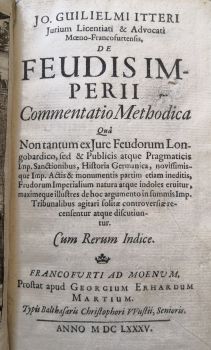 JO. GUILIELMI ITTERI
Jurium Licentiati & Advocati
Mœno-Francofurtensis,
DE
FEUDIS IM-
PERII
Commentatio Methodica
Quâ
Non tantum ex Jure Feudorum Lon-
gobardico, sed & Publicis atque Pragmaticis
Imp. Sanctionibus, Historia Germanica, novissimis-
que Imp. Actis & monumentis partim etiam ineditis,
Feudorum Imperialium natura atque indoles eruitur,
maximeque illustres de hoc argumento in summis Imp.
Tribunalibus agitari solitæ controversiæ re-
censentur atque discutiun-
tur.
Cum Rerum Indice.
FRANCOFURTI AD MOENUM,
Prostat apud GEORGIUM ERHARDUM
MARTIUM.
Typis Balthasaris Christophori Wustii, Senioris.
ANNO M DC LXXXV.